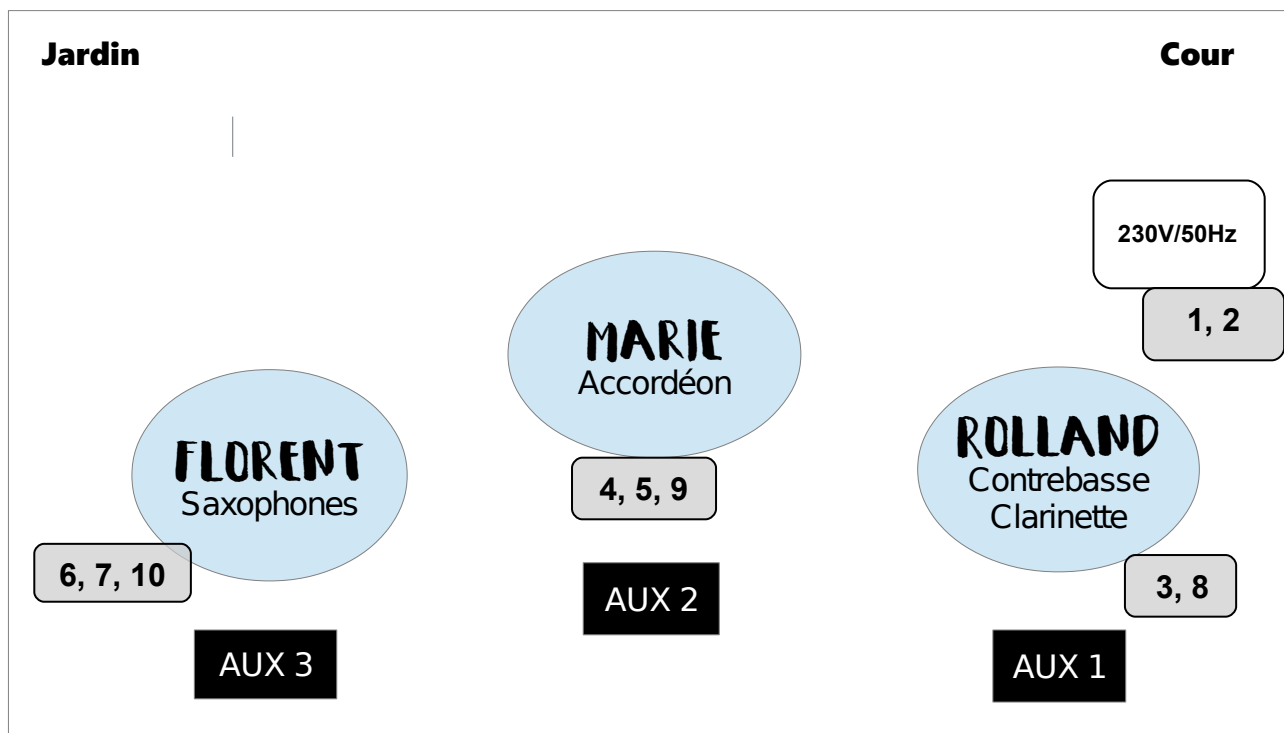 Jardin
Cour
230V/50Hz
1, 2
MARIE
Accordéon
4, 5, 9
FLORENT
Saxophones
6, 7, 10
ROLLAND
Contrebasse
Clarinette
3, 8
AUX 3
AUX 2
AUX 1